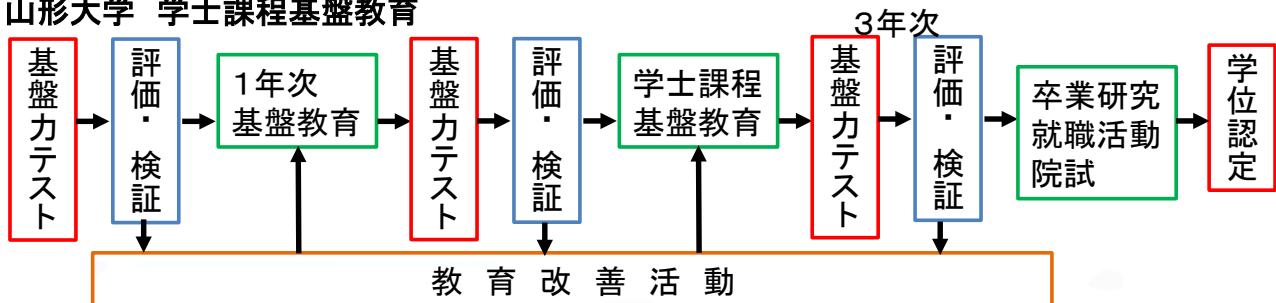 山形大学 学士課程基盤教育
3年次
基盤力テスト
評価・検証
1年次
基盤教育
基盤力テスト
評価・検証
学士課程
基盤教育
基盤力テスト
評価・検証
卒業研究
就職活動
院試
学位認定
教育改善活動